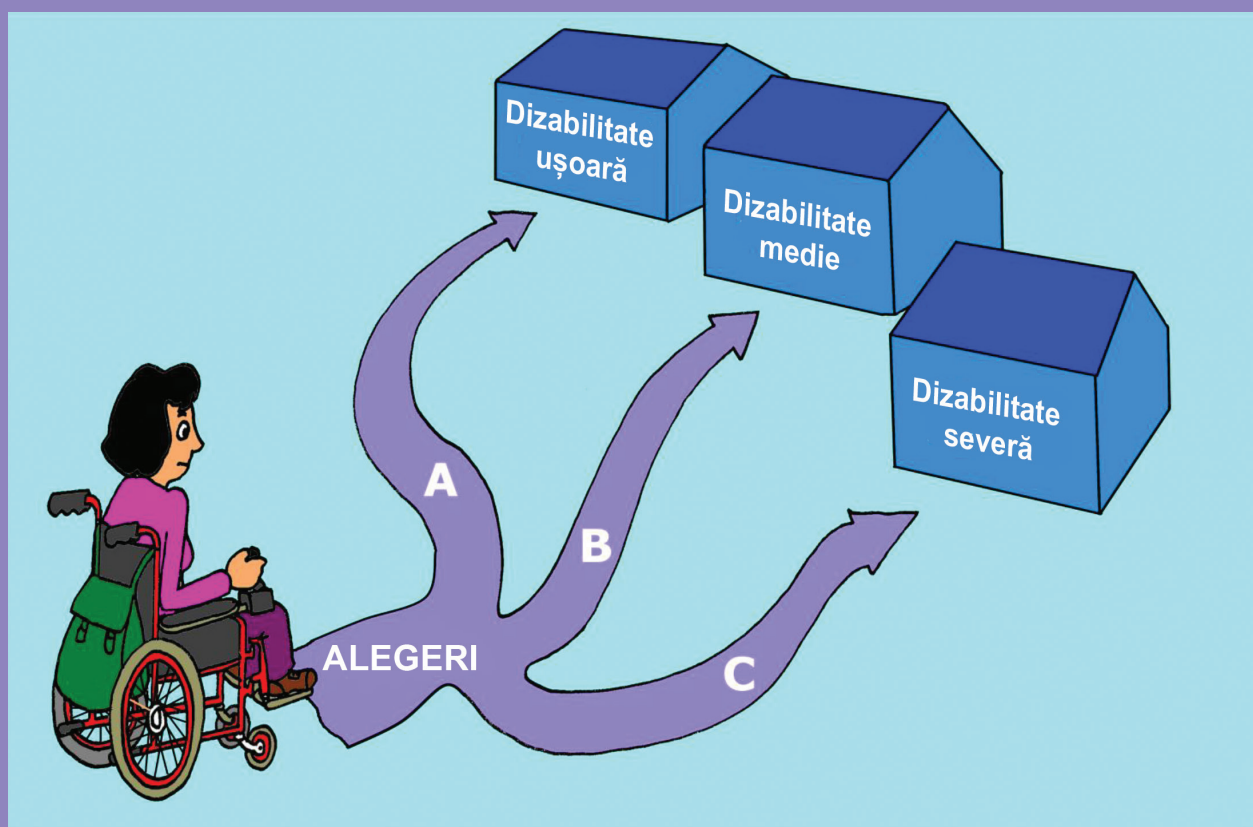 Dizabilitate
ușoară
Dizabilitate
medie
Dizabilitate
severă
A
B
ALEGERI
C